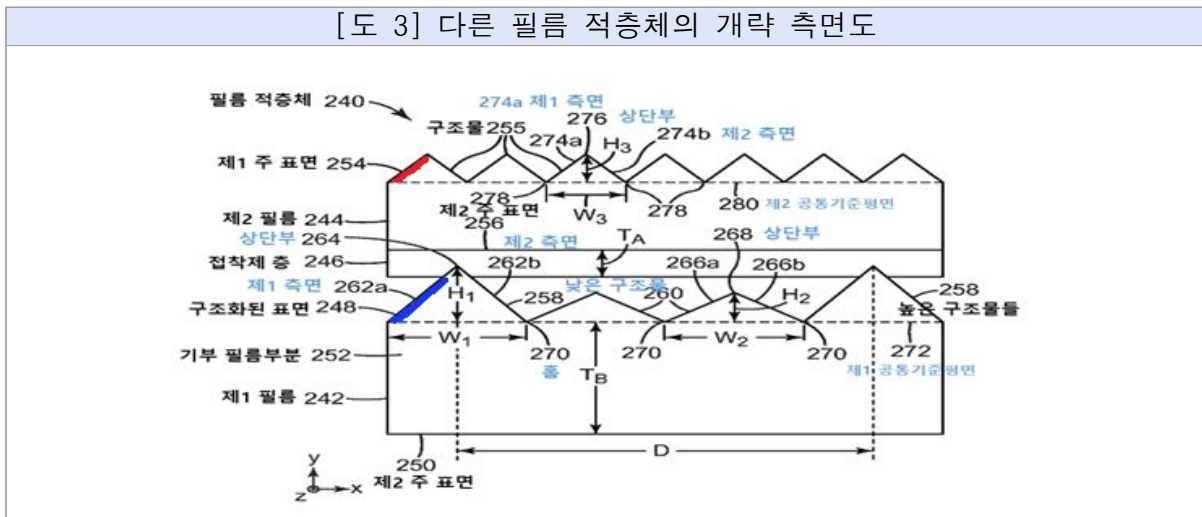 [도 3] 다른 필름 적층체의 개략 측면도
필름 적층체 240
274a 제1 측면
276 상단부
구조물 255
274a
H3
274b 제2 측면
제1 주 표면 254
278
W3
278
280 제2 공통기준평면
제2 주 표면
256
제2 필름 244
상단부 264
제2 측면
TA
268 상단부
접착제 층 246
262b
266a
266b
제1 측면 262a
H1
258
낮은 구조물
260
H2
258
높은 구조물들
구조화된 표면 248
W1
270
홈
270
W2
270
272
제1 공통기준평면
기부 필름부분 252
TB
제1 필름 242
D
250
제2 주 표면
y
z
x